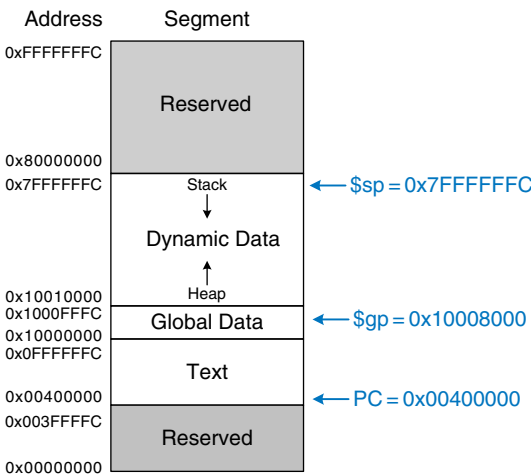 Address Segment
0xFFFFFFFC
Reserved
0x80000000
0x7FFFFFFC Stack $sp = 0x7FFFFFFC
Dynamic Data
0x10010000 Heap
0x1000FFFC Global Data $gp = 0x10008000
0x10000000
0x0FFFFFFC
Text
0x00400000 PC = 0x00400000
0x003FFFFC
Reserved
0x00000000